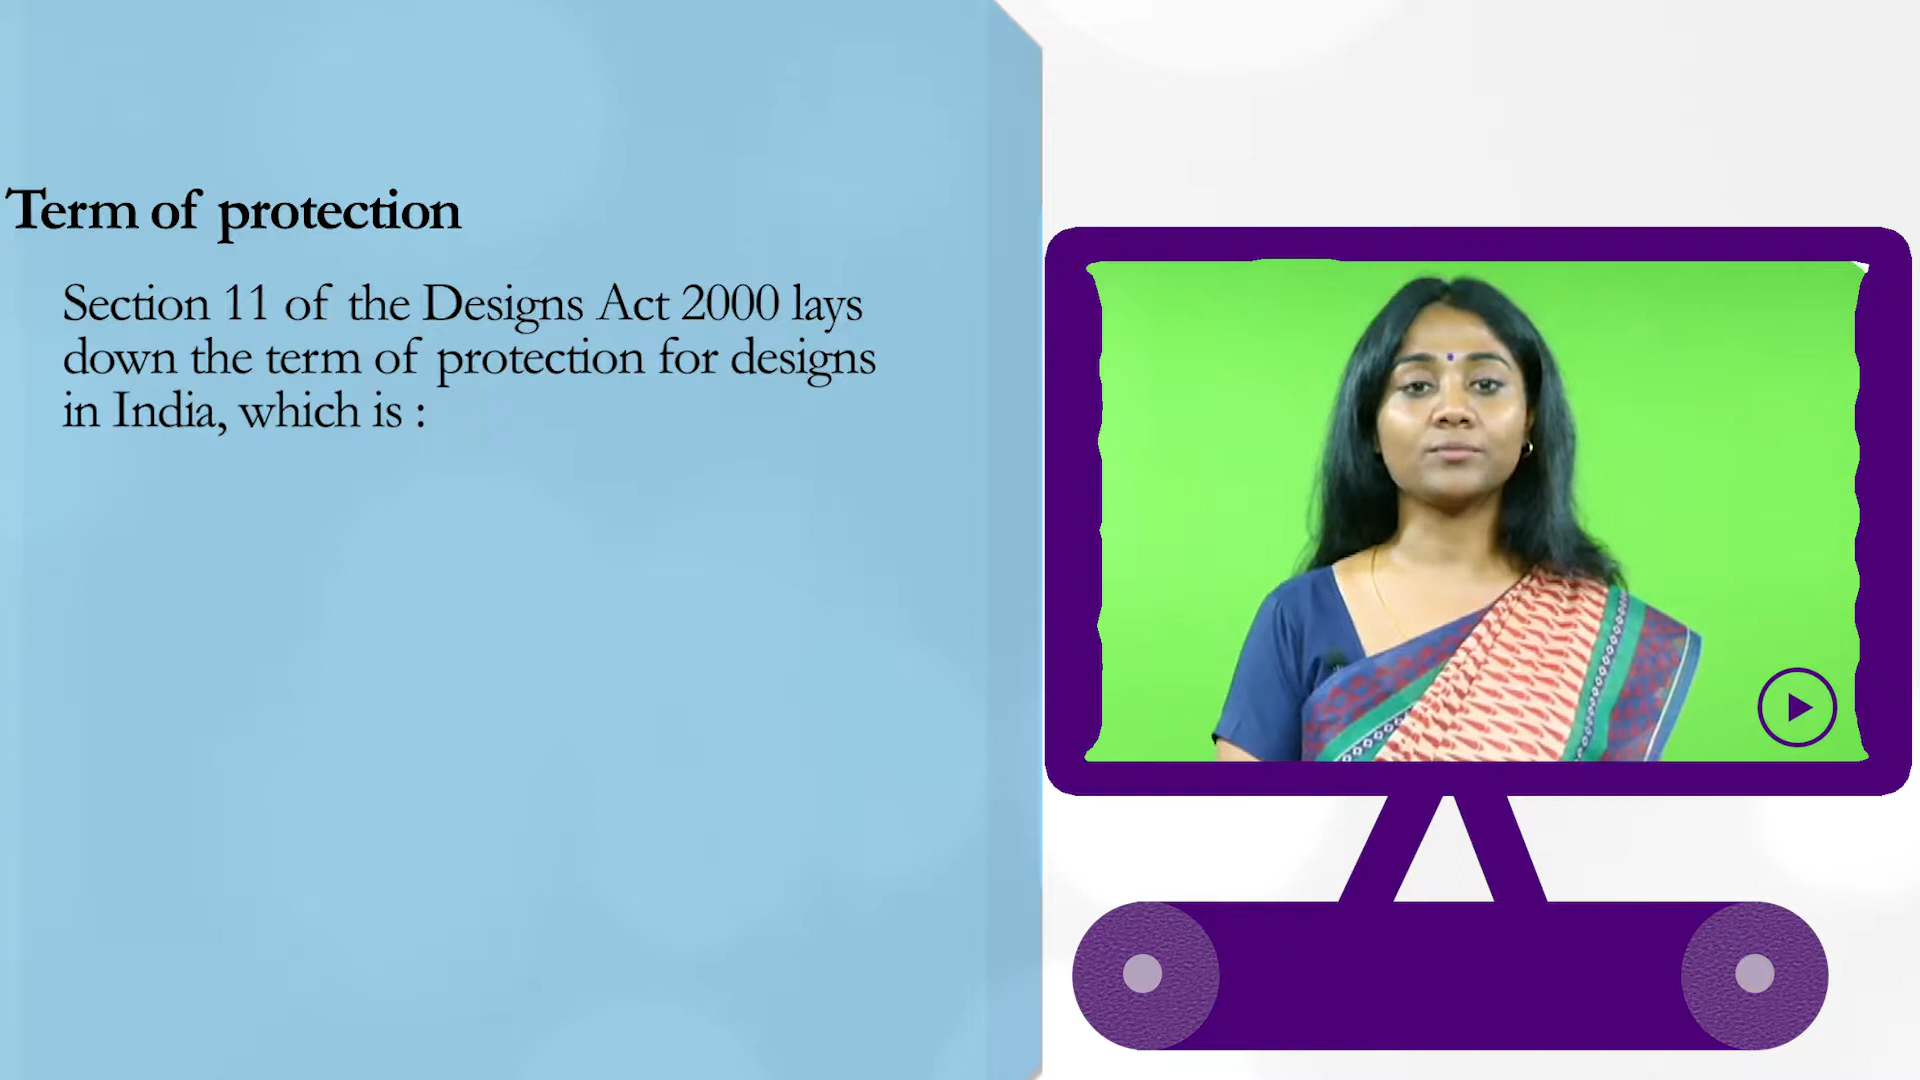 Term of protection
Section 11 of the Designs Act 2000 lays
down the term of protection for designs
in India, which is :